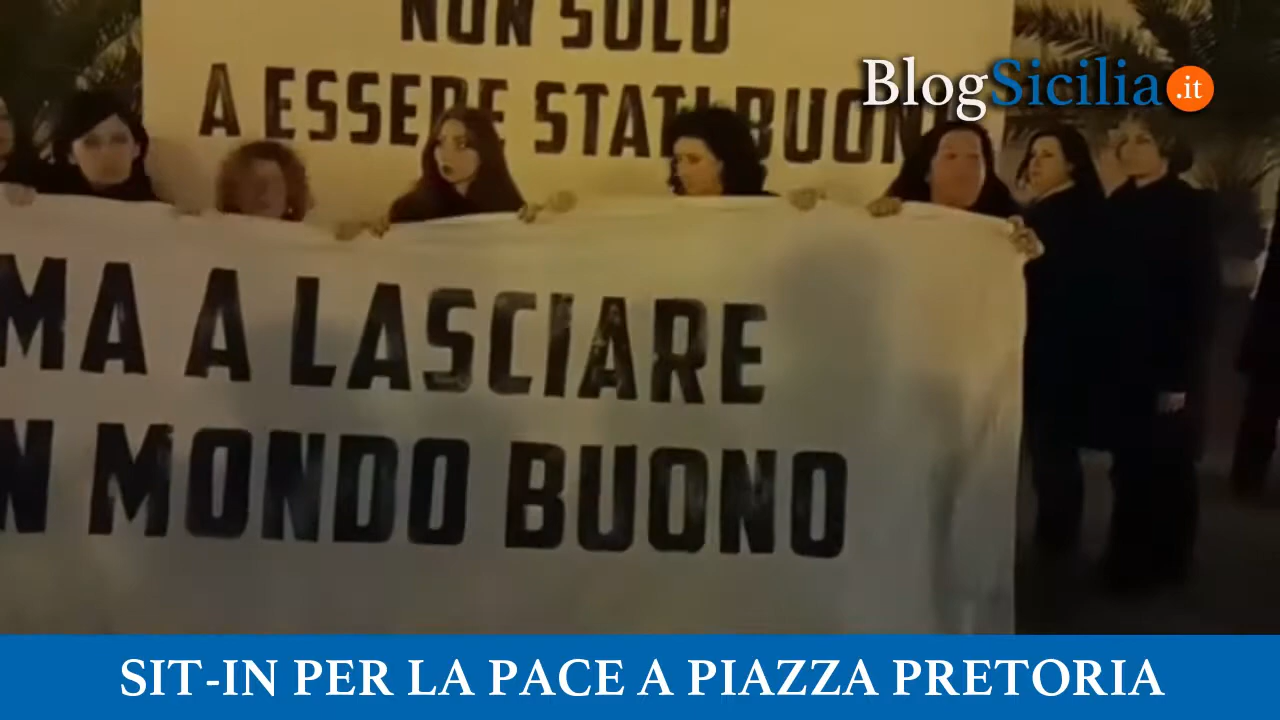 NON SOLO
A ESSERE STATI BUONI
BlogSicilia.it
MA A LASCIARE
N MONDO BUONO
SIT-IN PER LA PACE A PIAZZA PRETORIA